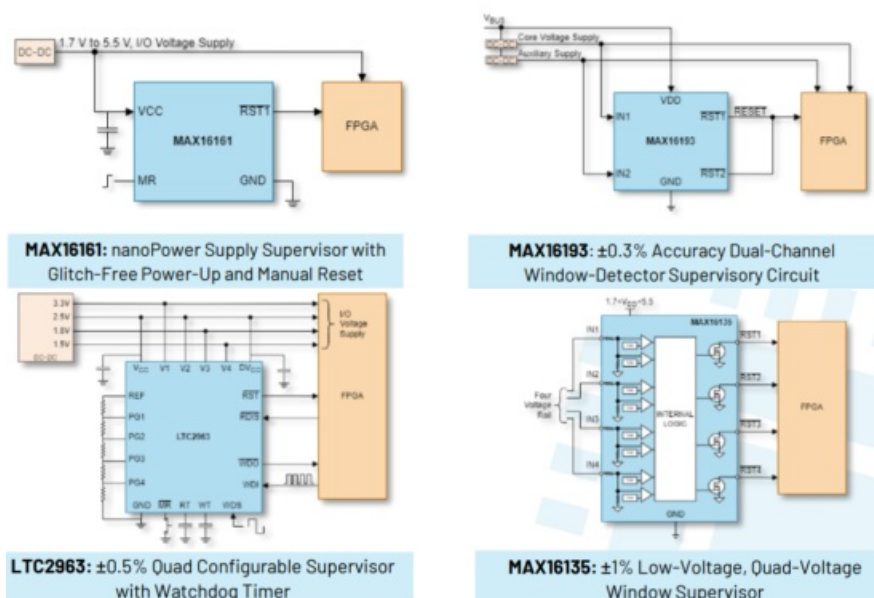 1.7 V to 5.5 V, I/O Voltage Supply
DC-DC
VCC
RST1
MAX16161
FPGA
MR
GND
MAX16161: nanoPower Supply Supervisor with
Glitch-Free Power-Up and Manual Reset
VBUS
DC-DC
Core Voltage Supply
DC-DC
Auxiliary Supply
VDD
IN1
RST1
RESET
MAX16193
FPGA
IN2
RST2
GND
MAX16193: ±0.3% Accuracy Dual-Channel
Window-Detector Supervisory Circuit
3.3V
2.5V
1.8V
1.5V
DC-DC
I/O
Voltage
Supply
VCC V1 V2 V3 V4 DVCC
REF
RST
PG1
RDIS
FPGA
PG2
LTC2963
PG3
WDO
PG4
WDI
GND MR RT WT WDS
LTC2963: ±0.5% Quad Configurable Supervisor
with Watchdog Timer
MAX16135
IN1
RST1
IN2
RST2
Four
Voltage
Rail
INTERNAL
LOGIC
FPGA
IN3
RST3
IN4
RST4
GND
MAX16135: ±1% Low-Voltage, Quad-Voltage
Window Supervisor